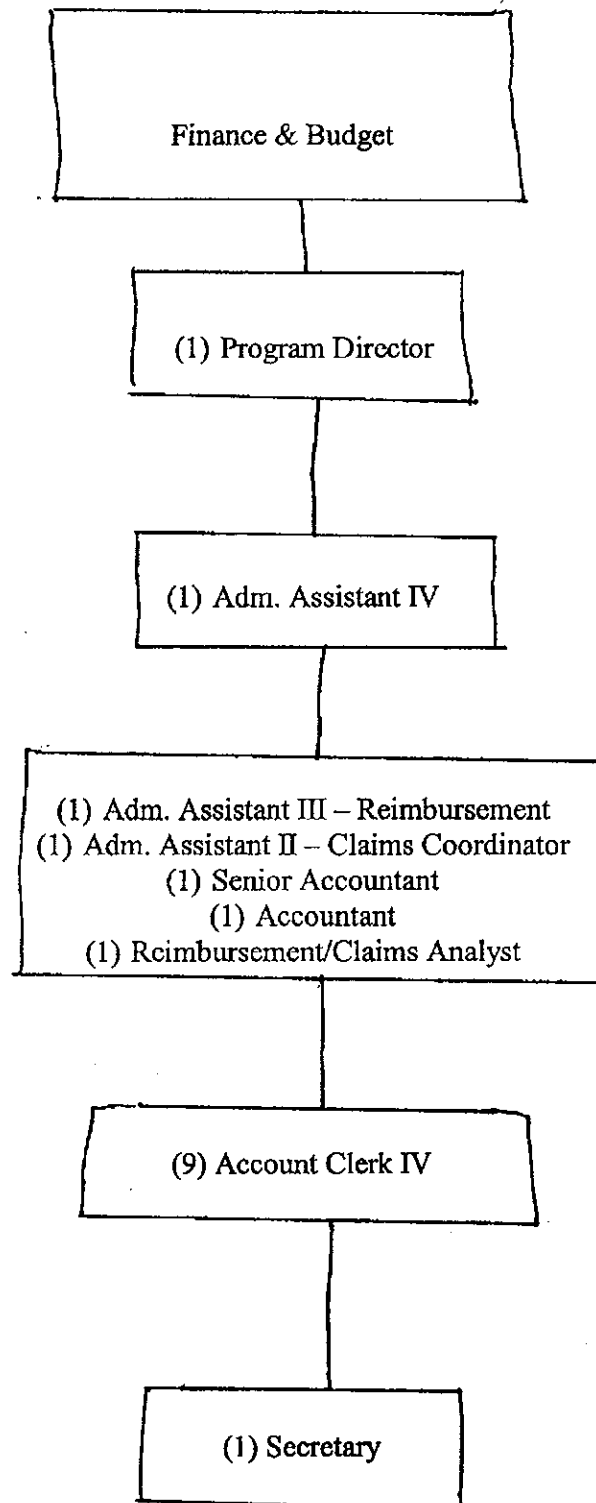 Finance & Budget
(1) Program Director
(1) Adm. Assistant IV
(1) Adm. Assistant III – Reimbursement
(1) Adm. Assistant II – Claims Coordinator
(1) Senior Accountant
(1) Accountant
(1) Reimbursement/Claims Analyst
(9) Account Clerk IV
(1) Secretary